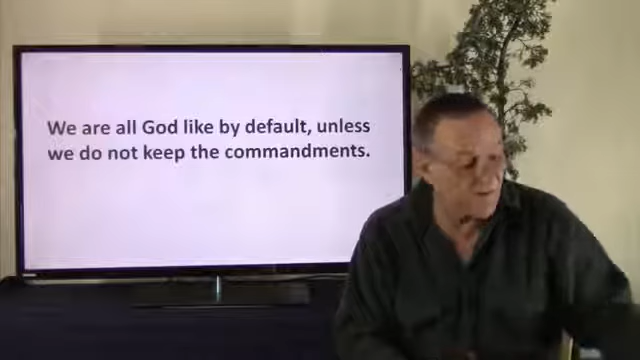 We are all God like by default, unless
we do not keep the commandments.